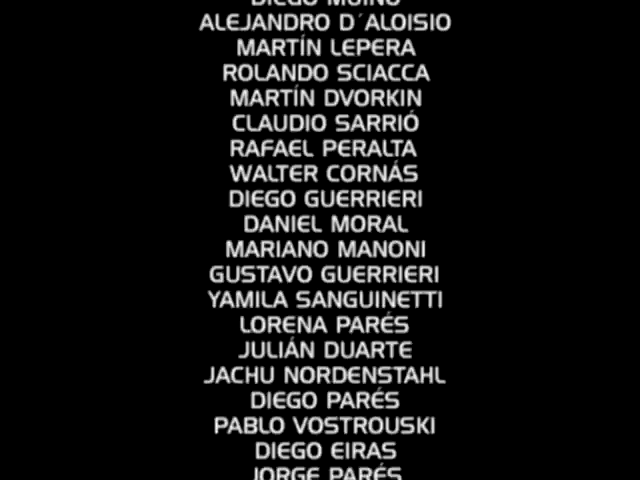 DIEGO
ALEJANDRO D´ALOISIO
MARTÍN LEPERA
ROLANDO SCIACCA
MARTÍN DVORKIN
CLAUDIO SARRIÓ
RAFAEL PERALTA
WALTER CORNÁS
DIEGO GUERRIERI
DANIEL MORAL
MARIANO MANONI
GUSTAVO GUERRIERI
YAMILA SANGUINETTI
LORENA PARÉS
JULIÁN DUARTE
JACHU NORDENSTAHL
DIEGO PARÉS
PABLO VOSTROUSKI
DIEGO EIRAS
JORGE PARÉS